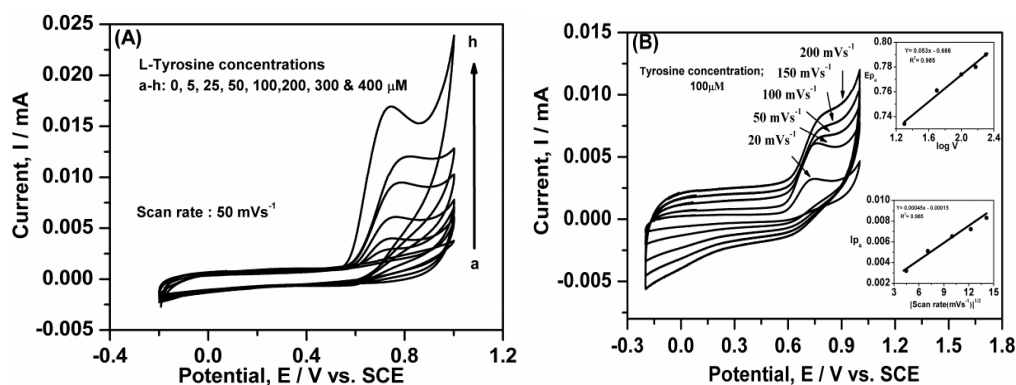 (A)
L-Tyrosine concentrations
a-h: 0, 5, 25, 50, 100,200, 300 & 400 μM
h
a
Scan rate : 50 mVs-1
0.025
0.020
0.015
0.010
0.005
0.000
-0.005
Current, I / mA
-0.4
0.0
0.4
0.8
1.2
Potential, E / V vs. SCE
(B)
Tyrosine concentration;
100μM
200 mVs-1
150 mVs-1
100 mVs-1
50 mVs-1
20 mVs-1
0.015
0.010
0.005
0.000
-0.005
Current, I / mA
-0.3
0.0
0.3
0.6
0.9
1.2
1.5
1.8
Potential, E / V vs. SCE
Y= 0.053x - 0.666
R2= 0.985
Epa
0.80
0.78
0.76
0.74
1.2
1.6
2.0
2.4
log V
Y= 0.00045x - 0.00015
R2= 0.985
Ipa
0.010
0.008
0.006
0.004
0.002
3
4
7
9
10
12
14
15
|Scan rate(mVs-1)|1/2